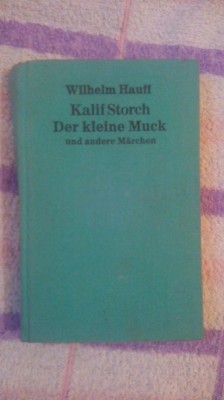 Wilhelm Hauff
Kalif Storch
Der kleine Muck
und andere Märchen